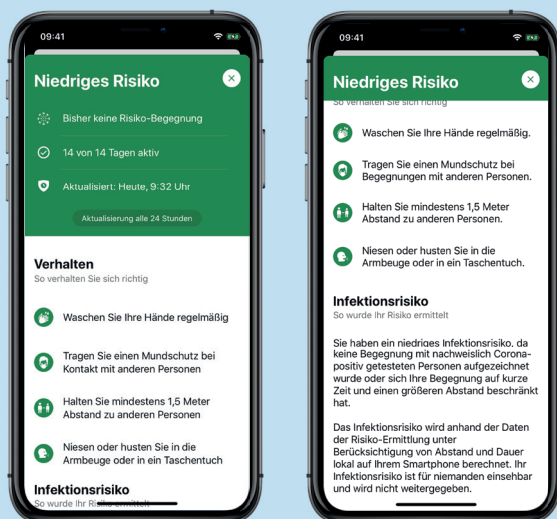 09:41
Niedriges Risiko
Bisher keine Risiko-Begegnung
14 von 14 Tagen aktiv
Aktualisiert: Heute, 9:32 Uhr
Aktualisierung alle 24 Stunden
Verhalten
So verhalten Sie sich richtig
Waschen Sie Ihre Hände regelmäßig
Tragen Sie einen Mundschutz bei
Kontakt mit anderen Personen
Halten Sie mindestens 1,5 Meter
Abstand zu anderen Personen
Niesen oder husten Sie in die
Armbeuge oder in ein Taschentuch
Infektionsrisiko
So wurde Ihr Risiko ermittelt
09:41
Niedriges Risiko
So verhalten Sie sich richtig
Waschen Sie Ihre Hände regelmäßig.
Tragen Sie einen Mundschutz bei
Begegnungen mit anderen Personen.
Halten Sie mindestens 1,5 Meter
Abstand zu anderen Personen.
Niesen oder husten Sie in die
Armbeuge oder in ein Taschentuch.
Infektionsrisiko
So wurde Ihr Risiko ermittelt
Sie haben ein niedriges Infektionsrisiko, da
keine Begegnung mit nachweislich Corona-
positiv getesteten Personen aufgezeichnet
wurde oder sich Ihre Begegnung auf kurze
Zeit und einen größeren Abstand beschränkt
hat.
Das Infektionsrisiko wird anhand der Daten
der Risiko-Ermittlung unter
Berücksichtigung von Abstand und Dauer
lokal auf Ihrem Smartphone berechnet. Ihr
Infektionsrisiko ist für niemanden einsehbar
und wird nicht weitergegeben.